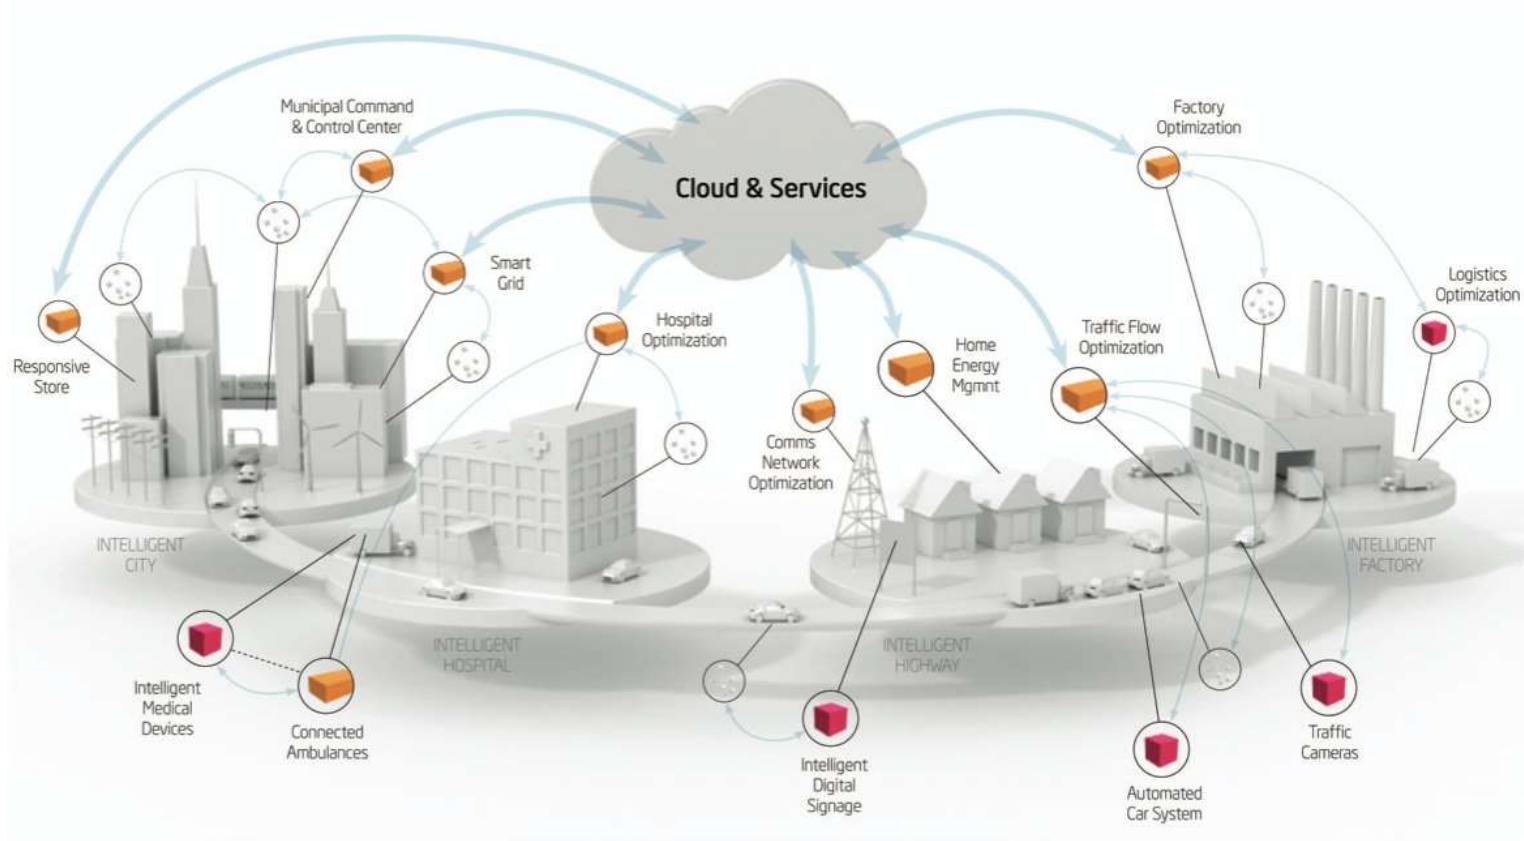 Municipal Command
& Control Center
Factory
Optimization
Cloud & Services
Smart
Grid
Logistics
Optimization
Responsive
Store
Hospital
Optimization
Home
Energy
Mgmnt
Traffic Flow
Optimization
Comms
Network
Optimization
INTELLIGENT
CITY
INTELLIGENT
FACTORY
INTELLIGENT
HOSPITAL
INTELLIGENT
HIGHWAY
Intelligent
Medical
Devices
Connected
Ambulances
Intelligent
Digital
Signage
Automated
Car System
Traffic
Cameras